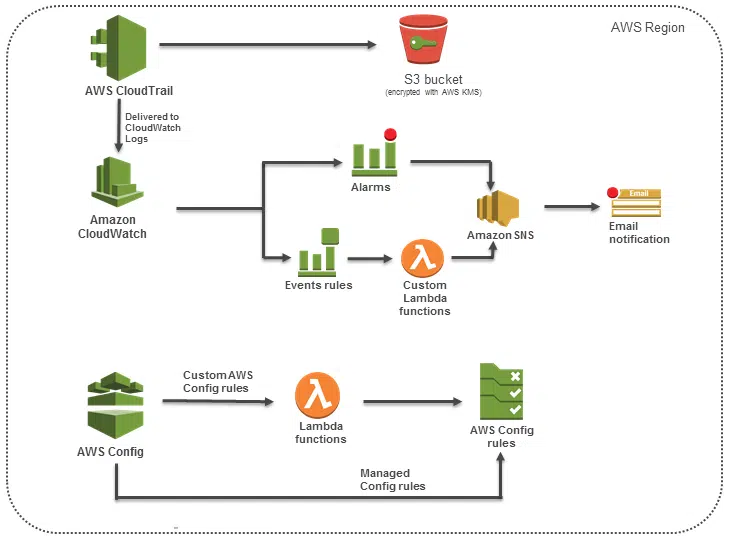 AWS Region
AWS CloudTrail
S3 bucket
(encrypted with AWS KMS)
Delivered to
CloudWatch
Logs
Amazon
CloudWatch
Alarms
Amazon SNS
Email
Email
notification
Events rules
Custom
Lambda
functions
Custom AWS
Config rules
AWS Config
Lambda
functions
AWS Config
rules
Managed
Config rules